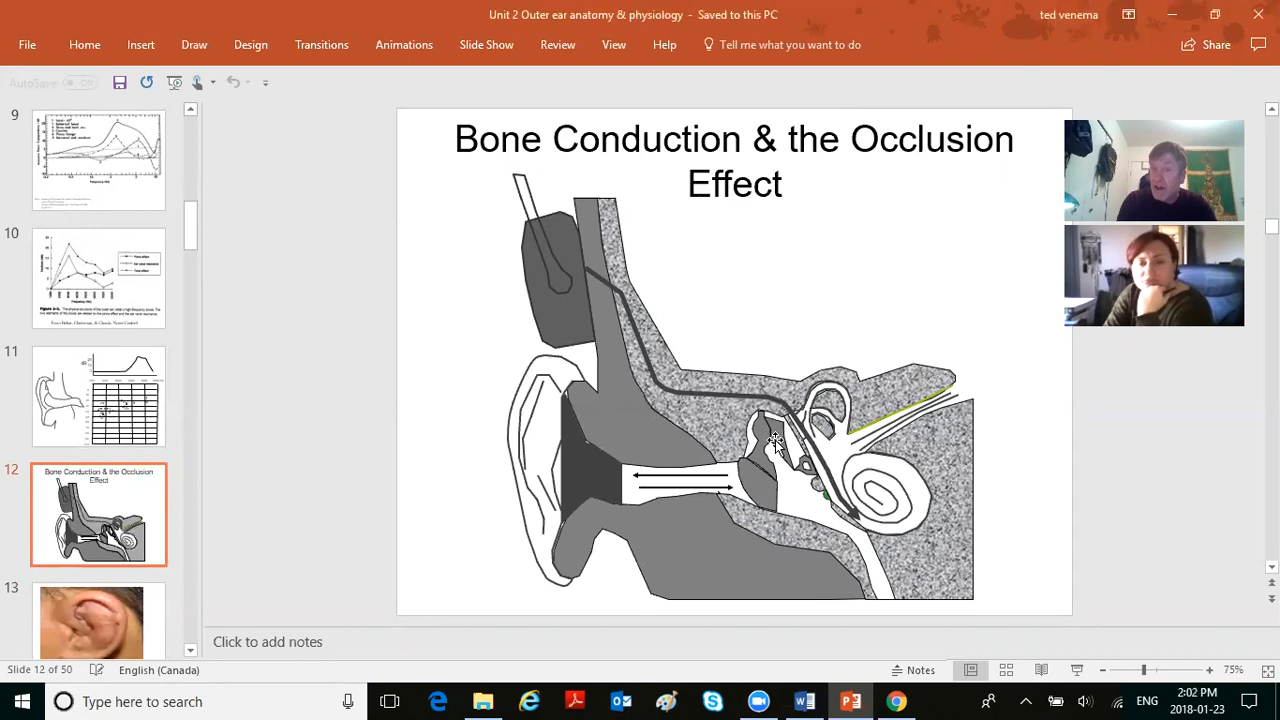 Unit 2 Outer ear anatomy & physiology - Saved to this PC
ted venema
File Home Insert Draw Design Transitions Animations Slide Show Review View Help Tell me what you want to do Share
AutoSave Off
9
10
11
12
Bone Conduction & the Occlusion
Effect
13
Bone Conduction & the Occlusion
Effect
Click to add notes
Slide 12 of 50 English (Canada) Notes 75%
Type here to search
ENG
2:02 PM
2018-01-23